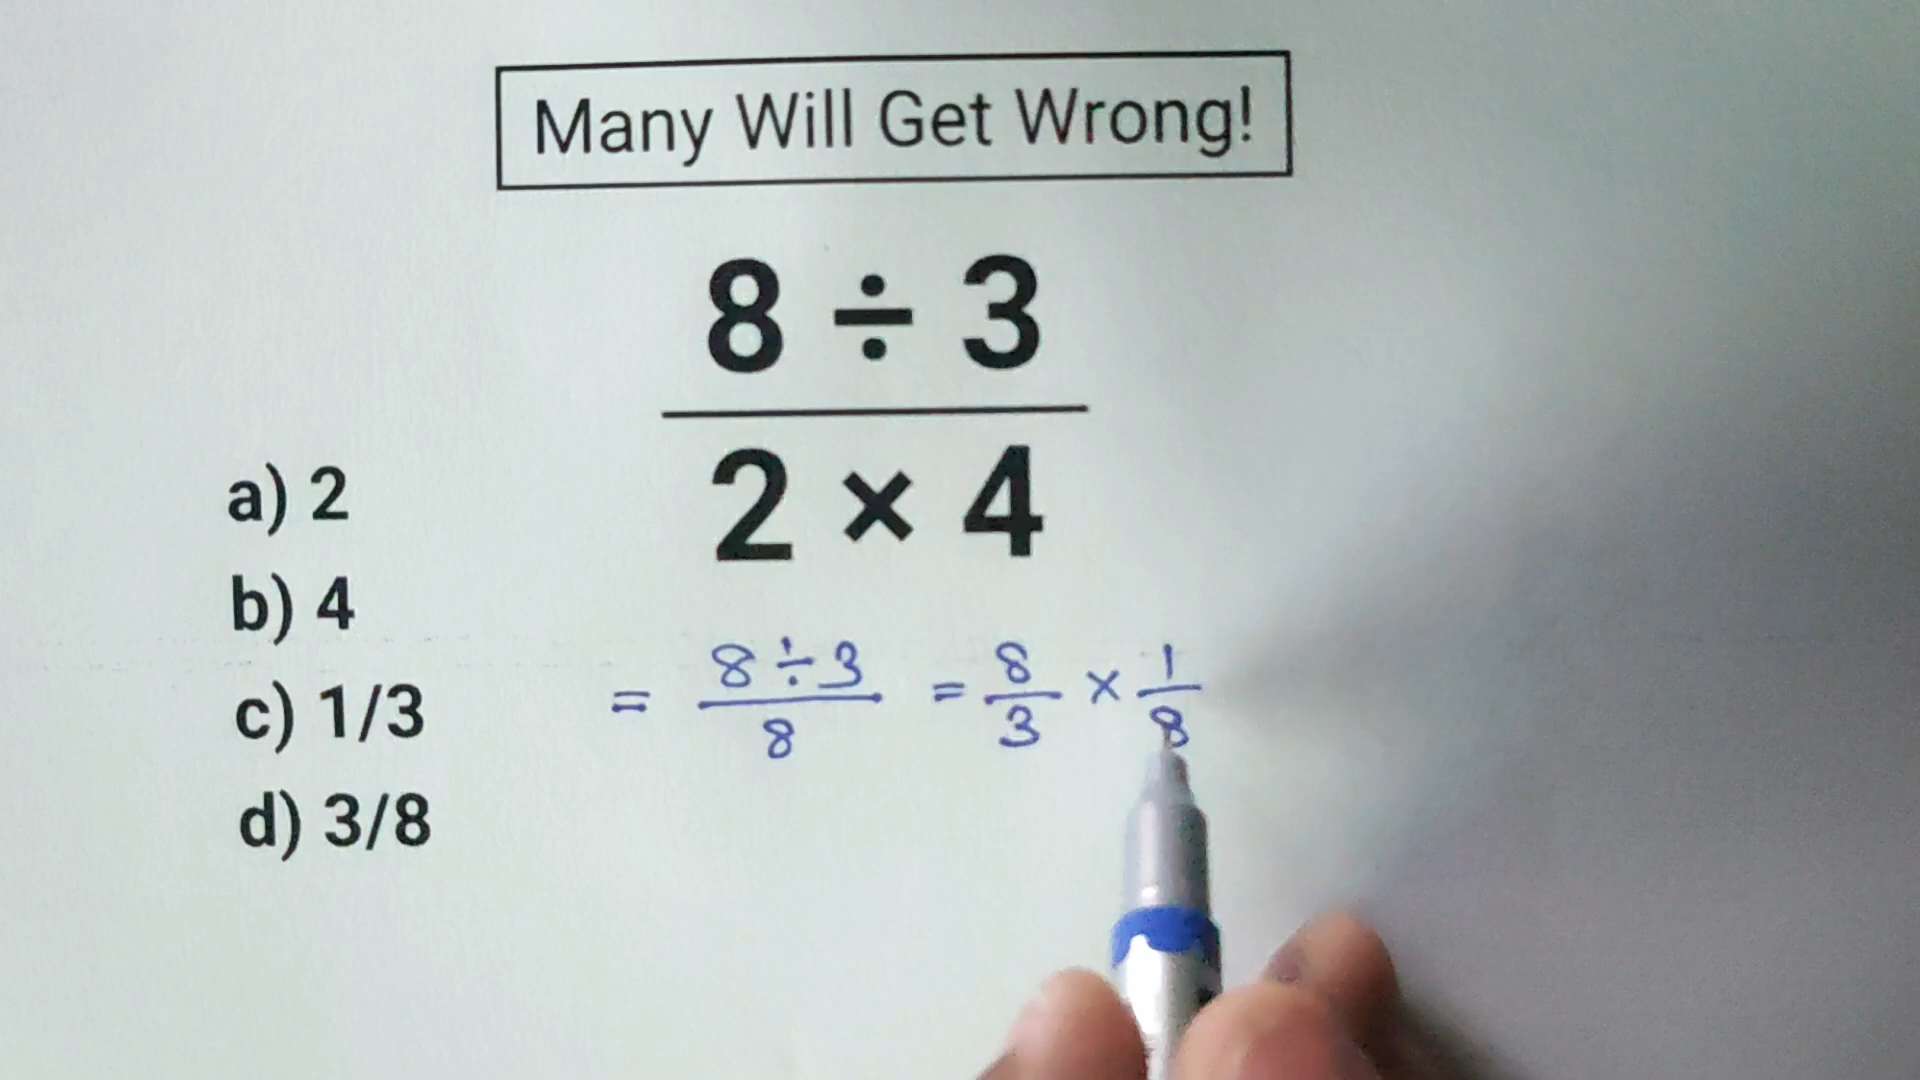 Many Will Get Wrong!
8 ÷ 3
2 × 4
a) 2
b) 4
c) 1/3
d) 3/8
= 8÷3/8 = 8/3 × 1/8